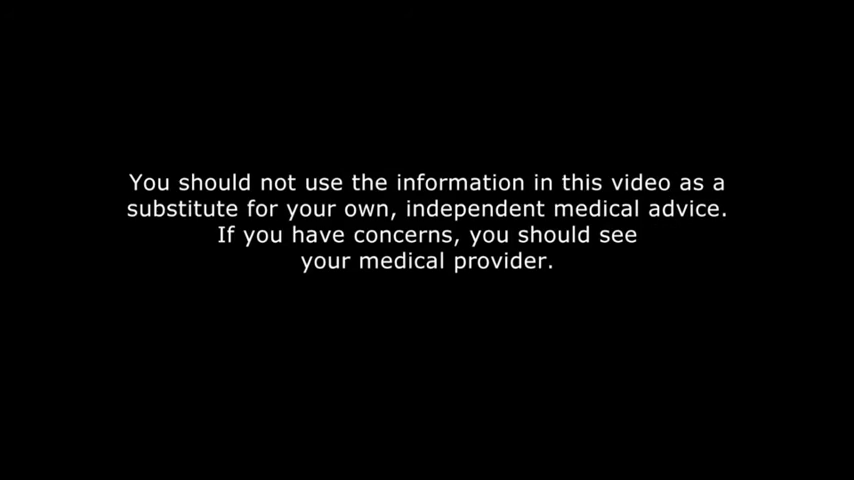 You should not use the information in this video as a
substitute for your own, independent medical advice.
If you have concerns, you should see
your medical provider.